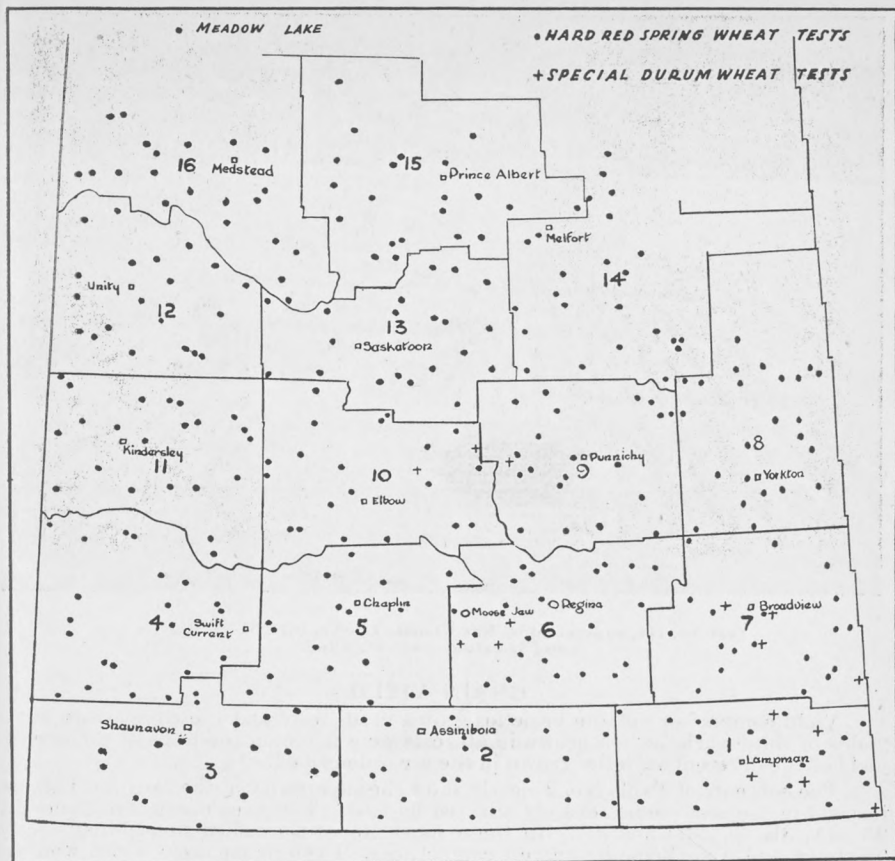 MEADOW LAKE
HARD RED SPRING WHEAT TESTS
+ SPECIAL DURUM WHEAT TESTS
16
Medstead
15
Prince Albert
Melfort
14
Unity
12
13
Saskatoon
Kindersley
11
10
Elbow
Punnichy
9
8
Yorkton
4
Swift Current
Chaplin
5
Moose Jaw
Regina
6
7
Broadview
Shaunavon
3
Assiniboia
2
1
Lampman